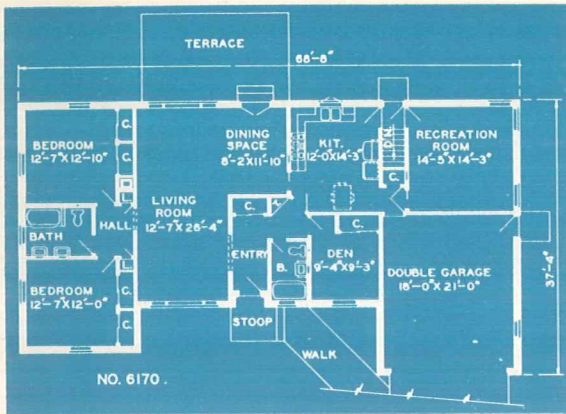 TERRACE
68'-8"
BEDROOM
12'-7"X12'-10"
C.
C.
DINING
SPACE
8'-2"X11'-10"
KIT.
12'-0"X14'-3"
DN.
C.
RECREATION
ROOM
14'-5"X14'-3"
LIVING
ROOM
12'-7"X26'-4"
BATH
HALL
C.
ENTRY
B.
C.
DEN
9'-4"X9'-3"
DOUBLE GARAGE
18'-0"X21'-0"
37'-4"
BEDROOM
12'-7"X12'-0"
C.
C.
STOOP
WALK
NO. 6170.